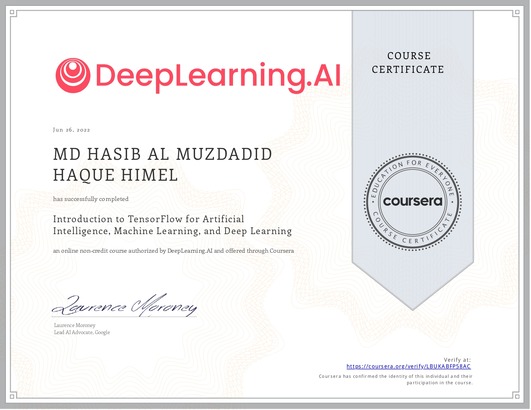 DeepLearning.AI
COURSE
CERTIFICATE
Jun 26, 2022
MD HASIB AL MUZDADID
HAQUE HIMEL
has successfully completed
Introduction to TensorFlow for Artificial
Intelligence, Machine Learning, and Deep Learning
an online non-credit course authorized by DeepLearning.AI and offered through Coursera
EDUCATION FOR EVERYONE
coursera
COURSE CERTIFICATE
Laurence Moroney
Laurence Moroney
Lead AI Advocate, Google
Verify at:
https://coursera.org/verify/LBUKABFPS8AC
Coursera has confirmed the identity of this individual and their
participation in the course.